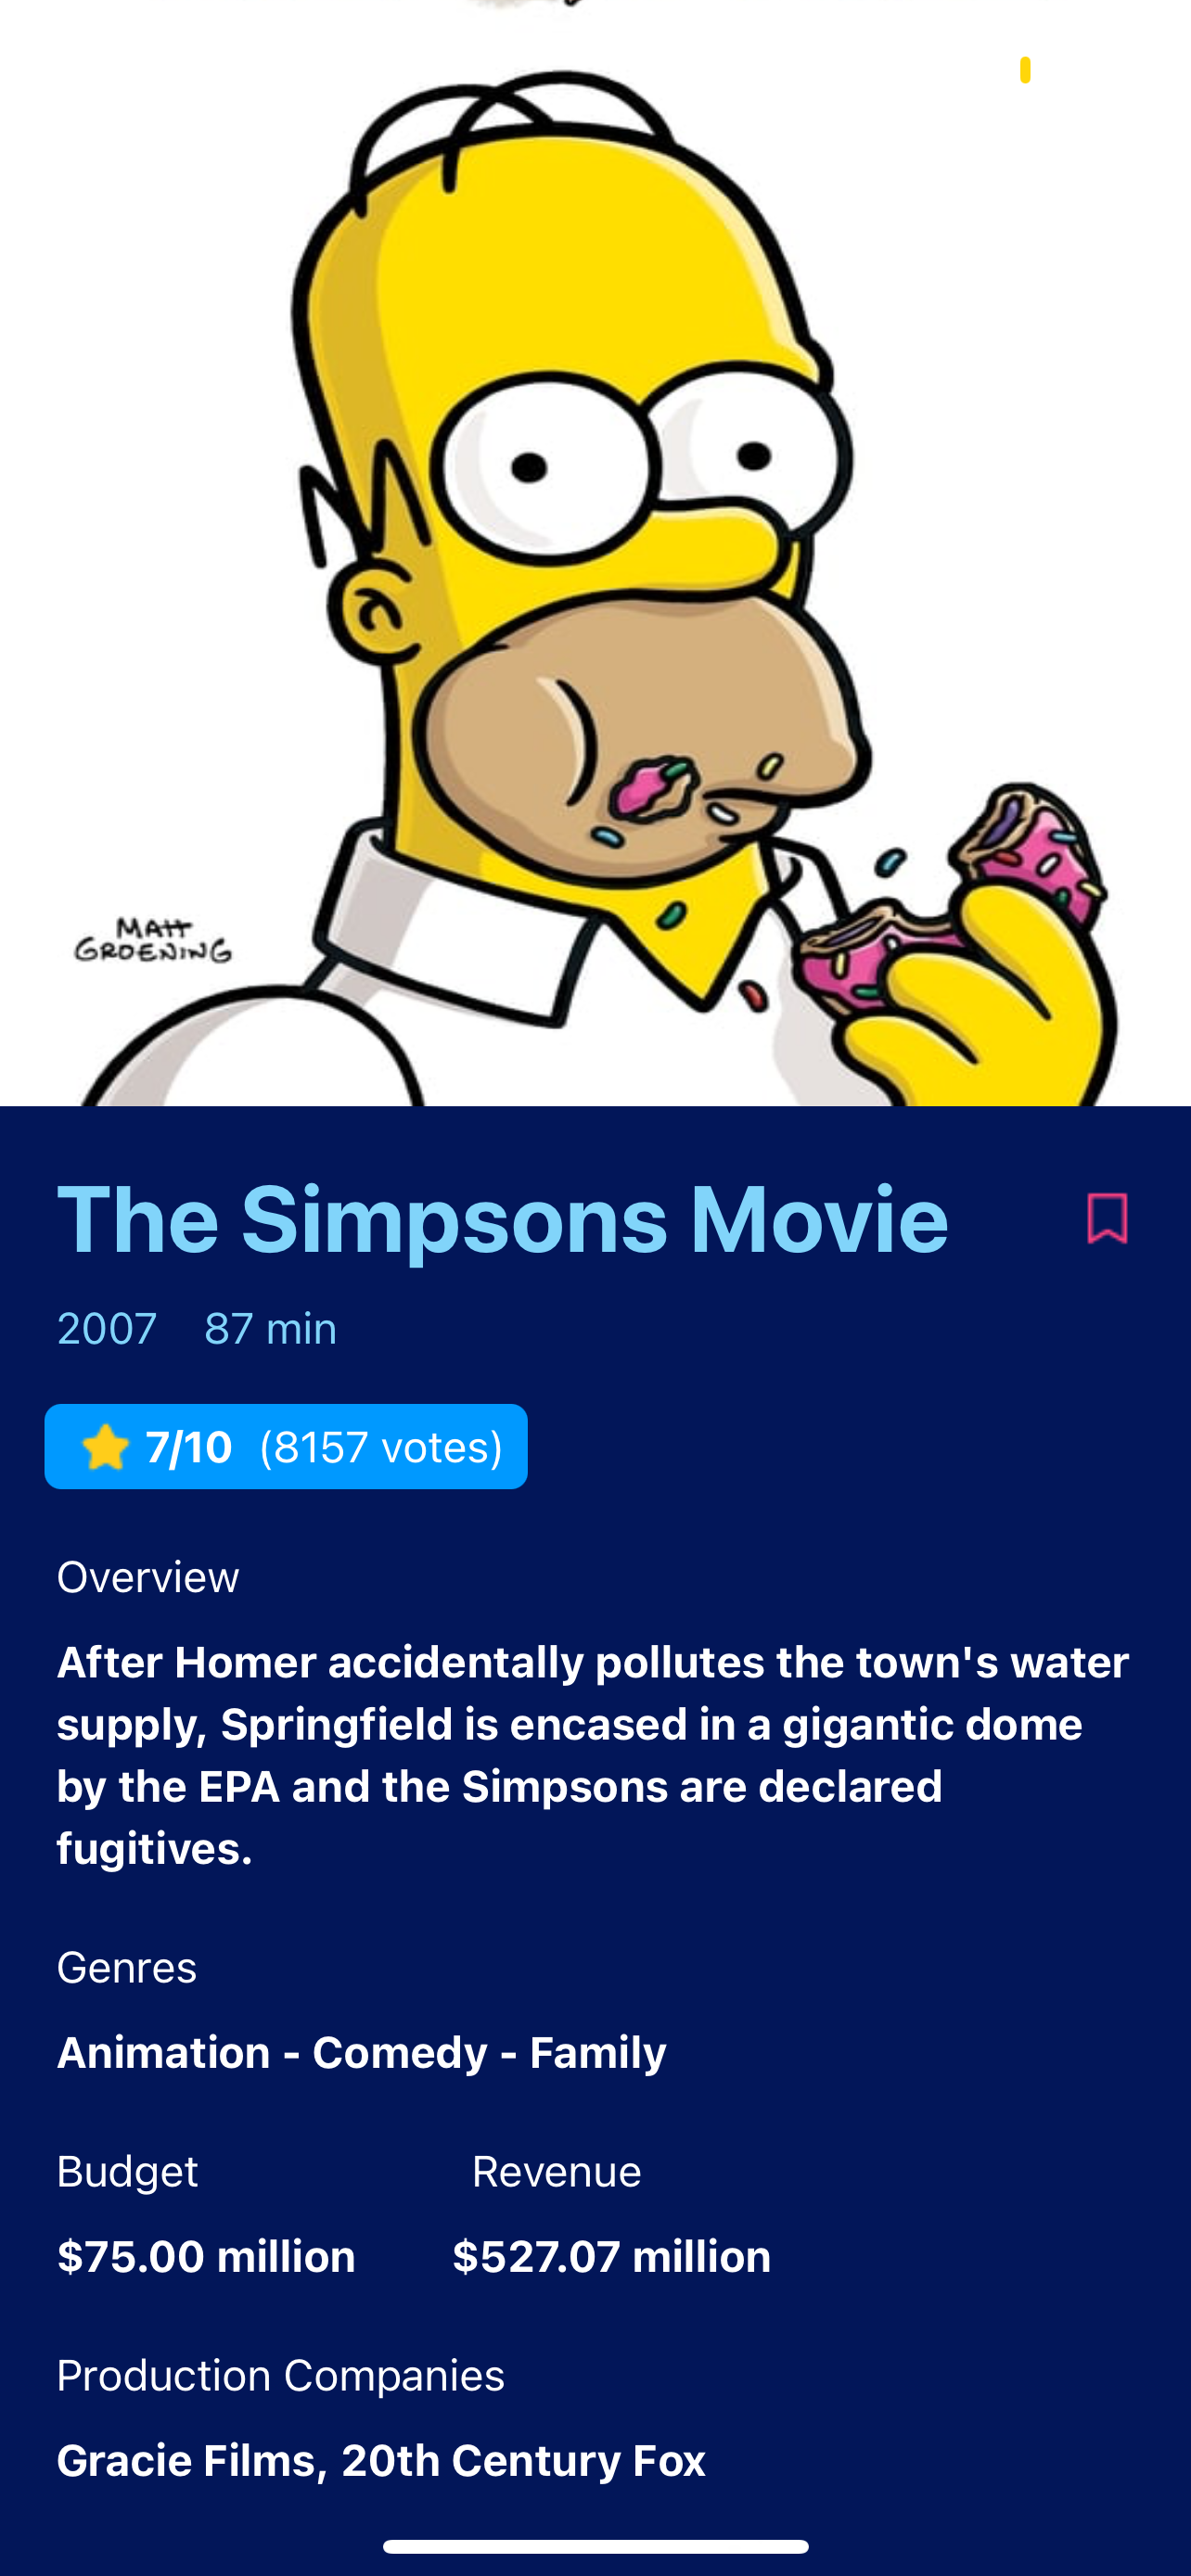 MATT
GROENING
The Simpsons Movie
2007 87 min
7/10 (8157 votes)
Overview
After Homer accidentally pollutes the town's water
supply, Springfield is encased in a gigantic dome
by the EPA and the Simpsons are declared
fugitives.
Genres
Animation - Comedy - Family
Budget Revenue
$75.00 million $527.07 million
Production Companies
Gracie Films, 20th Century Fox